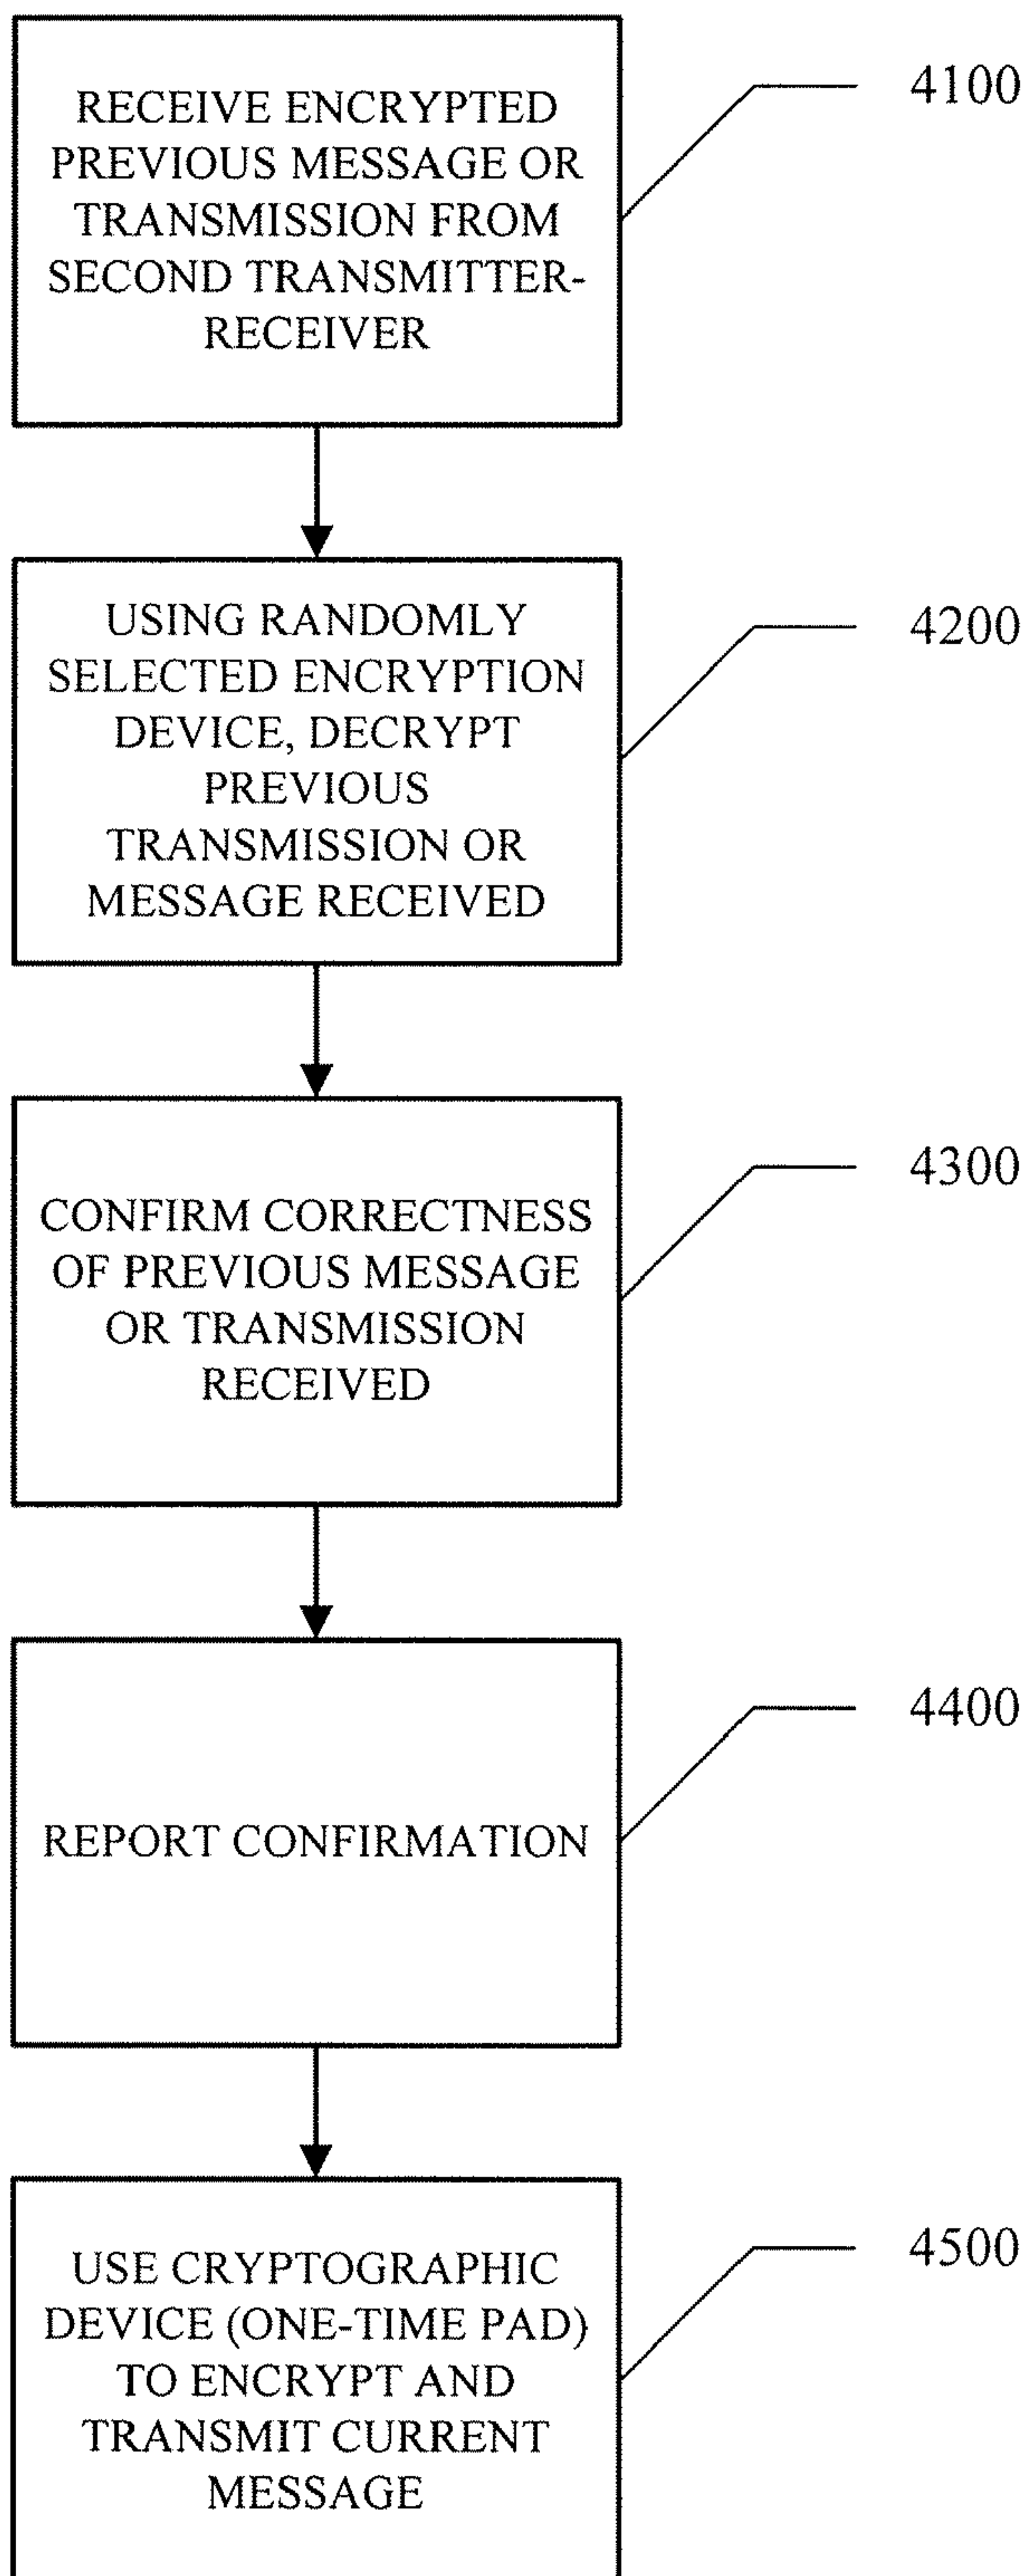 RECEIVE ENCRYPTED
PREVIOUS MESSAGE OR
TRANSMISSION FROM
SECOND TRANSMITTER-
RECEIVER
4100
USING RANDOMLY
SELECTED ENCRYPTION
DEVICE, DECRYPT
PREVIOUS
TRANSMISSION OR
MESSAGE RECEIVED
4200
CONFIRM CORRECTNESS
OF PREVIOUS MESSAGE
OR TRANSMISSION
RECEIVED
4300
REPORT CONFIRMATION
4400
USE CRYPTOGRAPHIC
DEVICE (ONE-TIME PAD)
TO ENCRYPT AND
TRANSMIT CURRENT
MESSAGE
4500